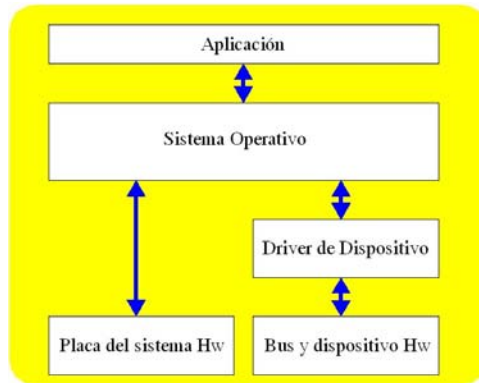 Aplicación
Sistema Operativo
Driver de Dispositivo
Placa del sistema Hw
Bus y dispositivo Hw